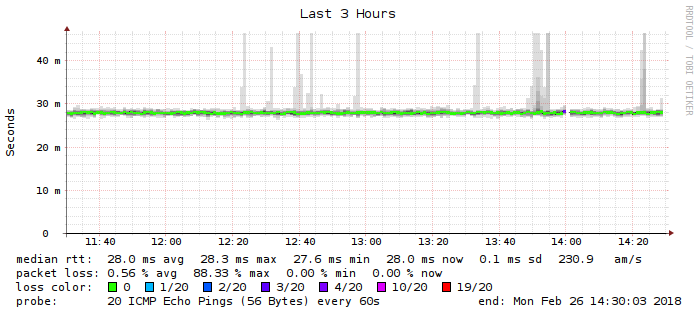 Last 3 Hours
RRDTOOL / TOBI OETIKER
Seconds
40 m
30 m
20 m
10 m
0
11:40 12:00 12:20 12:40 13:00 13:20 13:40 14:00 14:20
median rtt: 28.0 ms avg 28.3 ms max 27.6 ms min 28.0 ms now 0.1 ms sd 230.9 am/s
packet loss: 0.56 % avg 88.33 % max 0.00 % min 0.00 % now
loss color: 0 1/20 2/20 3/20 4/20 10/20 19/20
probe: 20 ICMP Echo Pings (56 Bytes) every 60s end: Mon Feb 26 14:30:03 2018